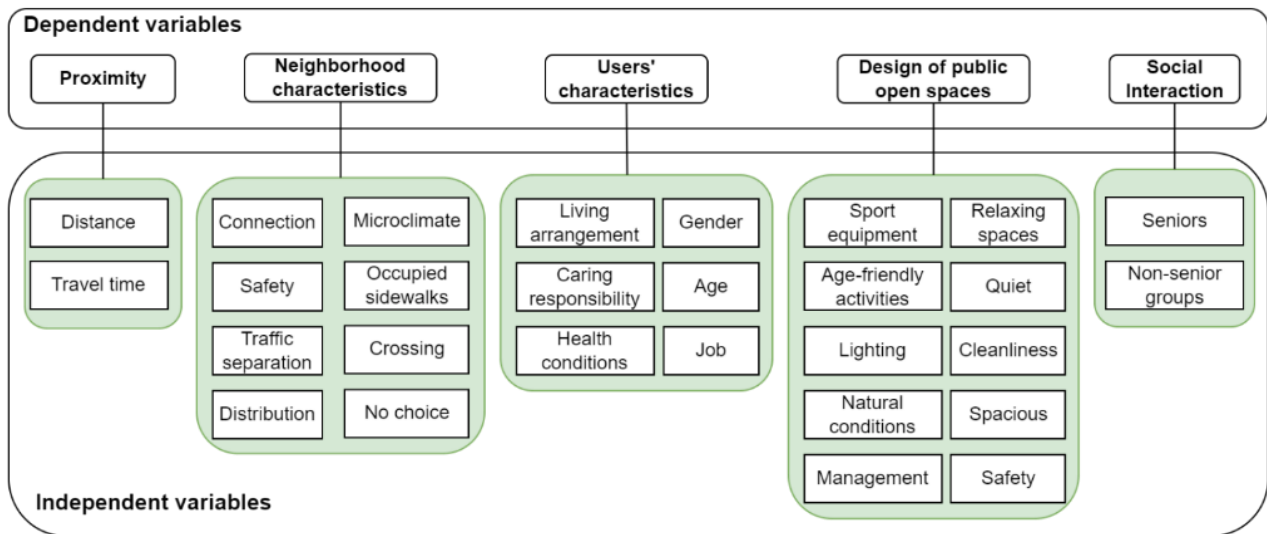 Dependent variables
Proximity
Neighborhood
characteristics
Users'
characteristics
Design of public
open spaces
Social
Interaction
Distance
Travel time
Connection
Microclimate
Safety
Occupied
sidewalks
Traffic
separation
Crossing
Distribution
No choice
Living
arrangement
Gender
Caring
responsibility
Age
Health
conditions
Job
Sport
equipment
Relaxing
spaces
Age-friendly
activities
Quiet
Lighting
Cleanliness
Natural
conditions
Spacious
Management
Safety
Seniors
Non-senior
groups
Independent variables